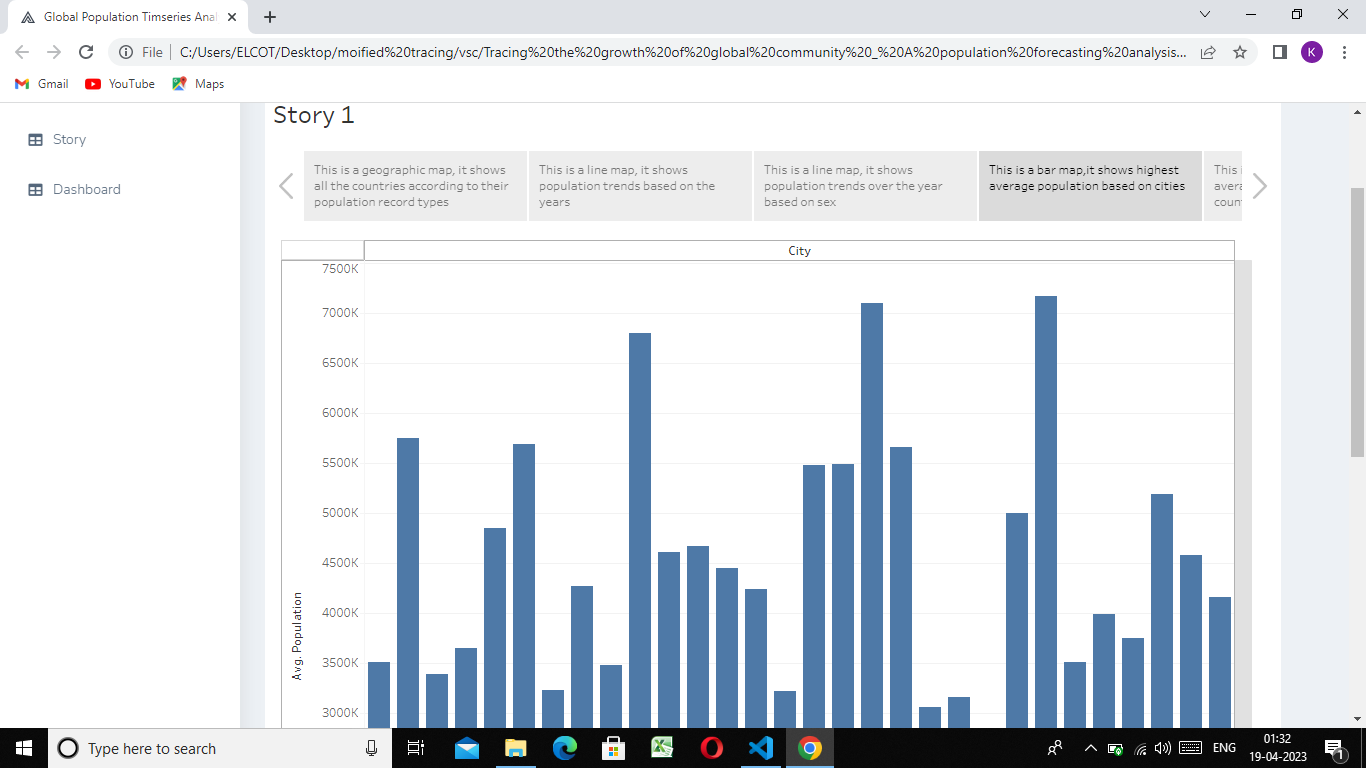 Global Population Timseries Anal
File
C:/Users/ELCOT/Desktop/moified%20tracing/vsc/Tracing%20the%20growth%20of%20global%20community%20_%20A%20population%20forecasting%20analysis...
K
Gmail
YouTube
Maps
Story
Dashboard
Story 1
This is a geographic map, it shows
all the countries according to their
population record types
This is a line map, it shows
population trends based on the
years
This is a line map, it shows
population trends over the year
based on sex
This is a bar map,it shows highest
average population based on cities
This i
avera
coun
City
7500K
7000K
6500K
6000K
5500K
5000K
4500K
4000K
3500K
3000K
Avg. Population
Type here to search
ENG
01:32
19-04-2023
1